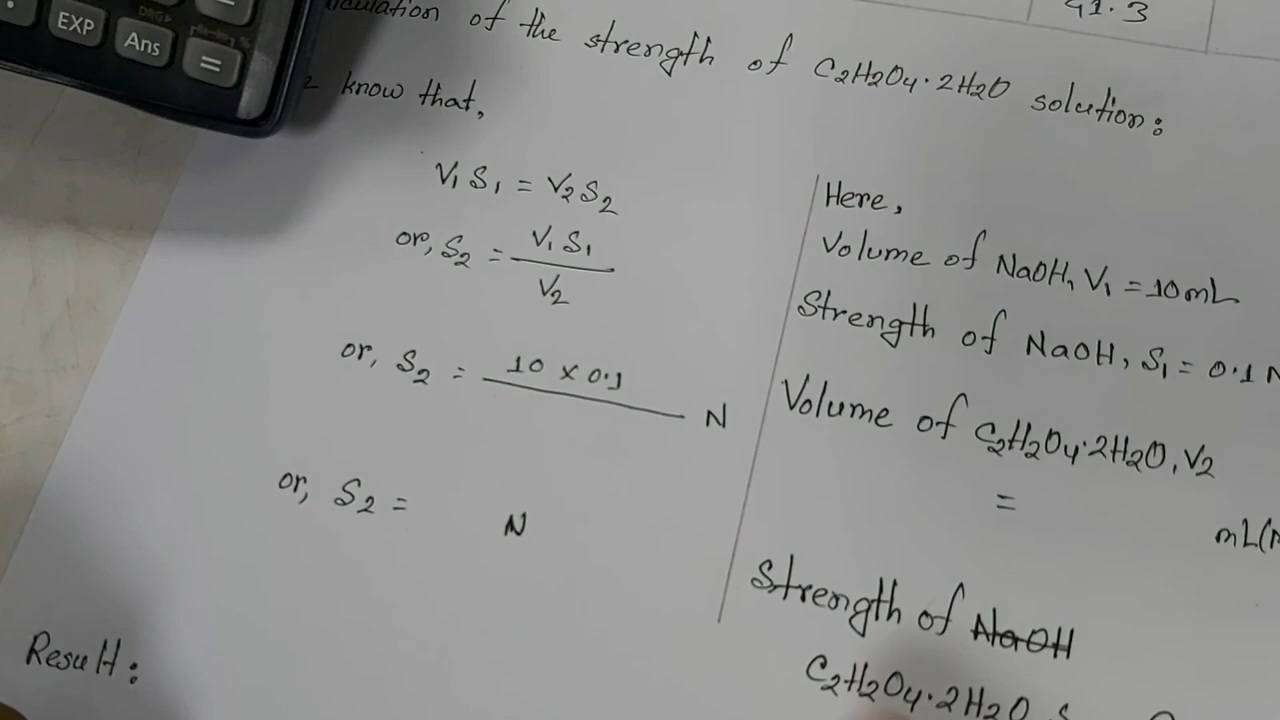 EXP
Ans
=
41.3
of the strength of C2H2O4·2H2O solution:
know that,
V1 S1 = V2 S2
or, S2 = V1 S1
V2
or, S2 = 10 × 0.1 N
or, S2 = N
Here,
Volume of NaOH, V1 = 10 mL
Strength of NaOH, S1 = 0.1 N
Volume of C2H2O4·2H2O, V2
= mL
Strength of NaOH
C2H2O4·2H2O
Result: